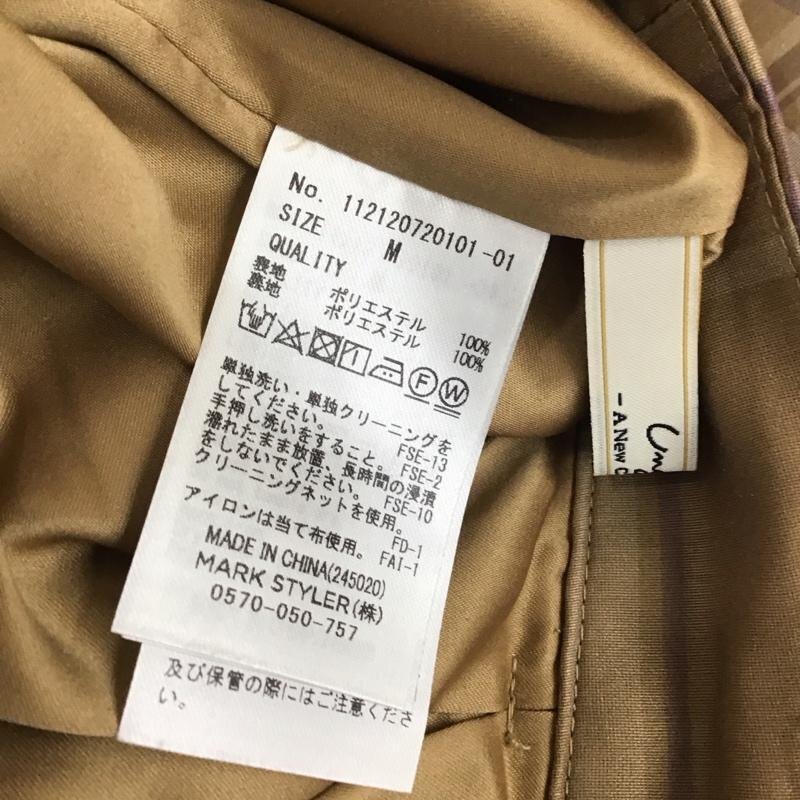 No. 112120720101-01
SIZE M
QUALITY
表地 ポリエステル 100%
裏地 ポリエステル 100%
F W
単独洗い・単独クリーニングを
してください。 FSE-13
手押し洗いをすること。 FSE-2
濡れたまま放置、長時間の浸漬
をしないでください。 FSE-10
クリーニングネットを使用。
FD-1
アイロンは当て布使用。 FAI-1
MADE IN CHINA(245020)
MARK STYLER(株)
0570-050-757
及び保管の際にはご注意くださ
い。
- A New